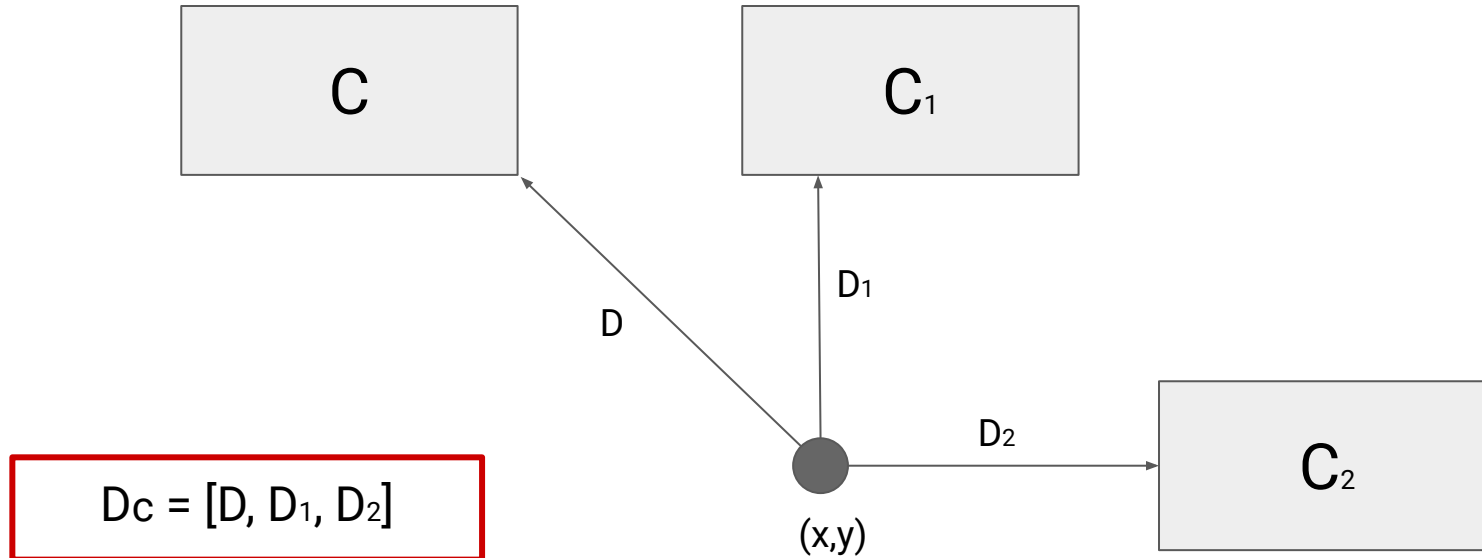 C
C₁
D₁
D
D₂
C₂
Dc = [D, D₁, D₂]
(x,y)